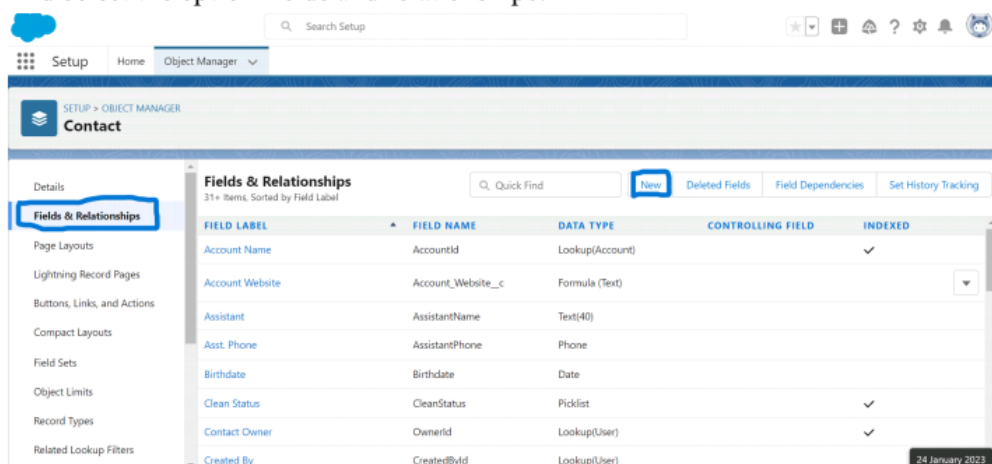 Search Setup
Setup Home Object Manager
SETUP > OBJECT MANAGER
Contact
Details
Fields & Relationships
Page Layouts
Lightning Record Pages
Buttons, Links, and Actions
Compact Layouts
Field Sets
Object Limits
Record Types
Related Lookup Filters
Fields & Relationships
31+ Items, Sorted by Field Label
Quick Find
New Deleted Fields Field Dependencies Set History Tracking
FIELD LABEL FIELD NAME DATA TYPE CONTROLLING FIELD INDEXED
Account Name AccountId Lookup(Account)
Account Website Account_Website__c Formula (Text)
Assistant AssistantName Text(40)
Asst. Phone AssistantPhone Phone
Birthdate Birthdate Date
Clean Status CleanStatus Picklist
Contact Owner OwnerId Lookup(User)
Created By CreatedById Lookup(User)
24 January 2023